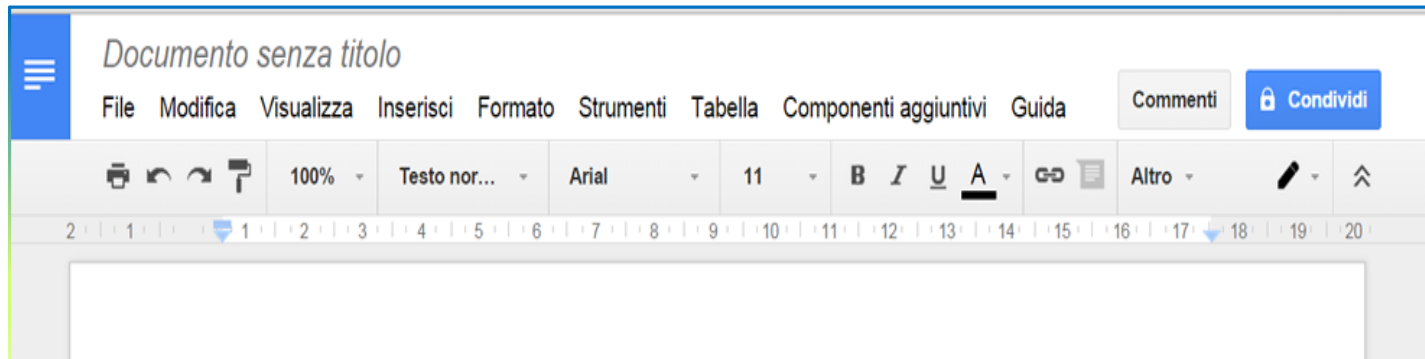 Documento senza titolo
File Modifica Visualizza Inserisci Formato Strumenti Tabella Componenti aggiuntivi Guida Commenti Condividi
100% Testo nor... Arial 11 B I U A Altro
2 1 1 2 3 4 5 6 7 8 9 10 11 12 13 14 15 16 17 18 19 20